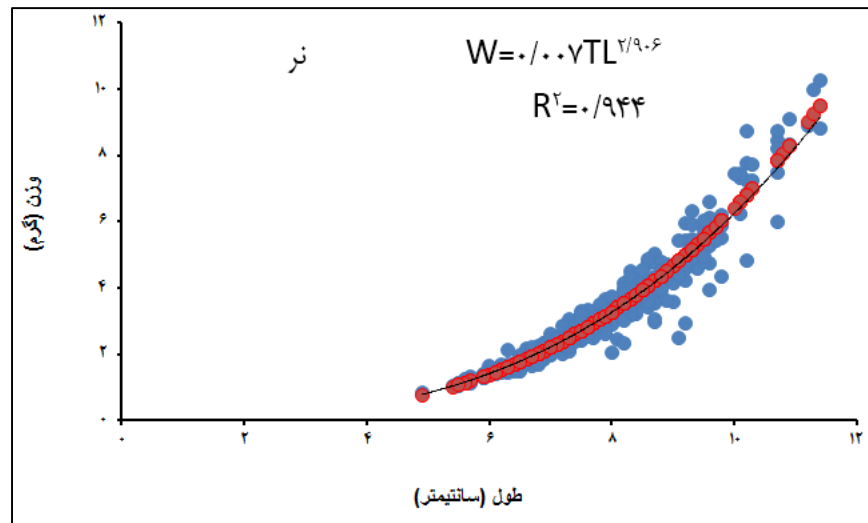 نر
W=۰/۰۰۷TL^۲/۹۰۶
R^۲=۰/۹۴۴
وزن (گرم)
۱۲
۱۰
۸
۶
۴
۲
۰
۰ ۲ ۴ ۶ ۸ ۱۰ ۱۲
طول (سانتیمتر)